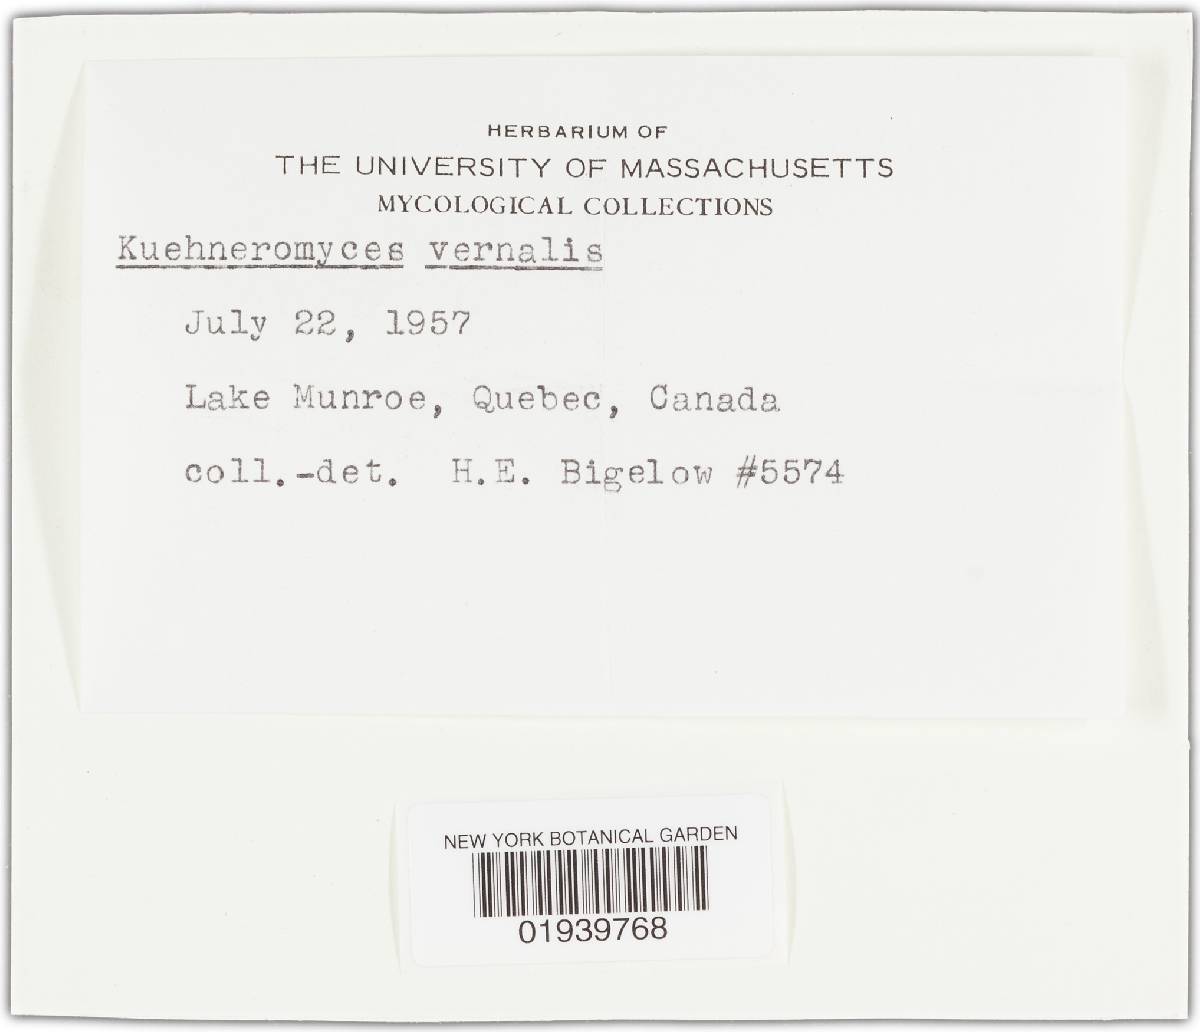 HERBARIUM OF
THE UNIVERSITY OF MASSACHUSETTS
MYCOLOGICAL COLLECTIONS
Kuehneromyces vernalis
July 22, 1957
Lake Munroe, Quebec, Canada
coll.-det. H.E. Bigelow #5574
NEW YORK BOTANICAL GARDEN
01939768